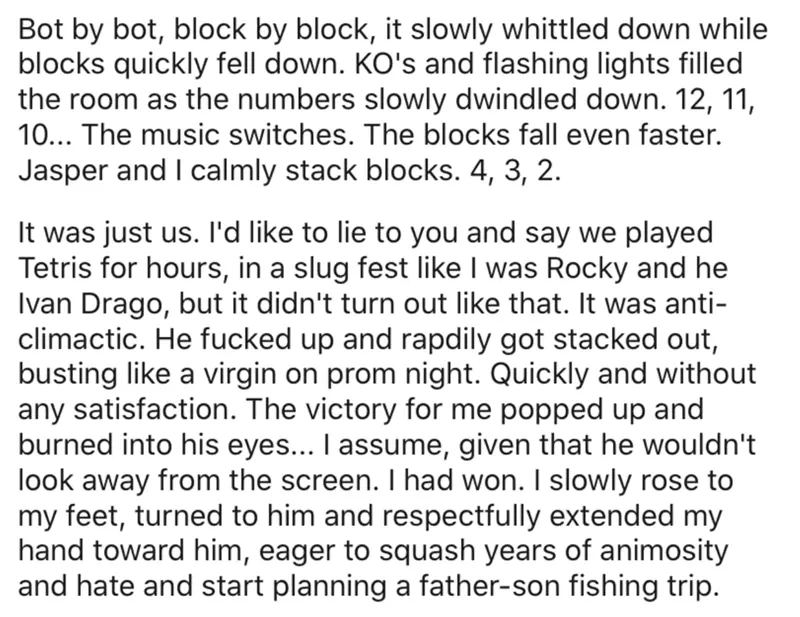 Bot by bot, block by block, it slowly whittled down while
blocks quickly fell down. KO's and flashing lights filled
the room as the numbers slowly dwindled down. 12, 11,
10... The music switches. The blocks fall even faster.
Jasper and I calmly stack blocks. 4, 3, 2.
It was just us. I'd like to lie to you and say we played
Tetris for hours, in a slug fest like I was Rocky and he
Ivan Drago, but it didn't turn out like that. It was anti-
climactic. He fucked up and rapdily got stacked out,
busting like a virgin on prom night. Quickly and without
any satisfaction. The victory for me popped up and
burned into his eyes... I assume, given that he wouldn't
look away from the screen. I had won. I slowly rose to
my feet, turned to him and respectfully extended my
hand toward him, eager to squash years of animosity
and hate and start planning a father-son fishing trip.